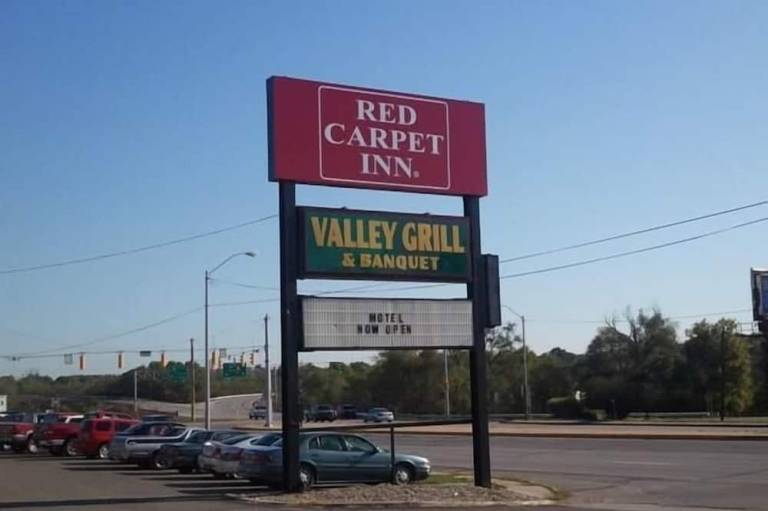 RED
CARPET
INN®
VALLEY GRILL
& BANQUET
MOTEL
NOW OPEN